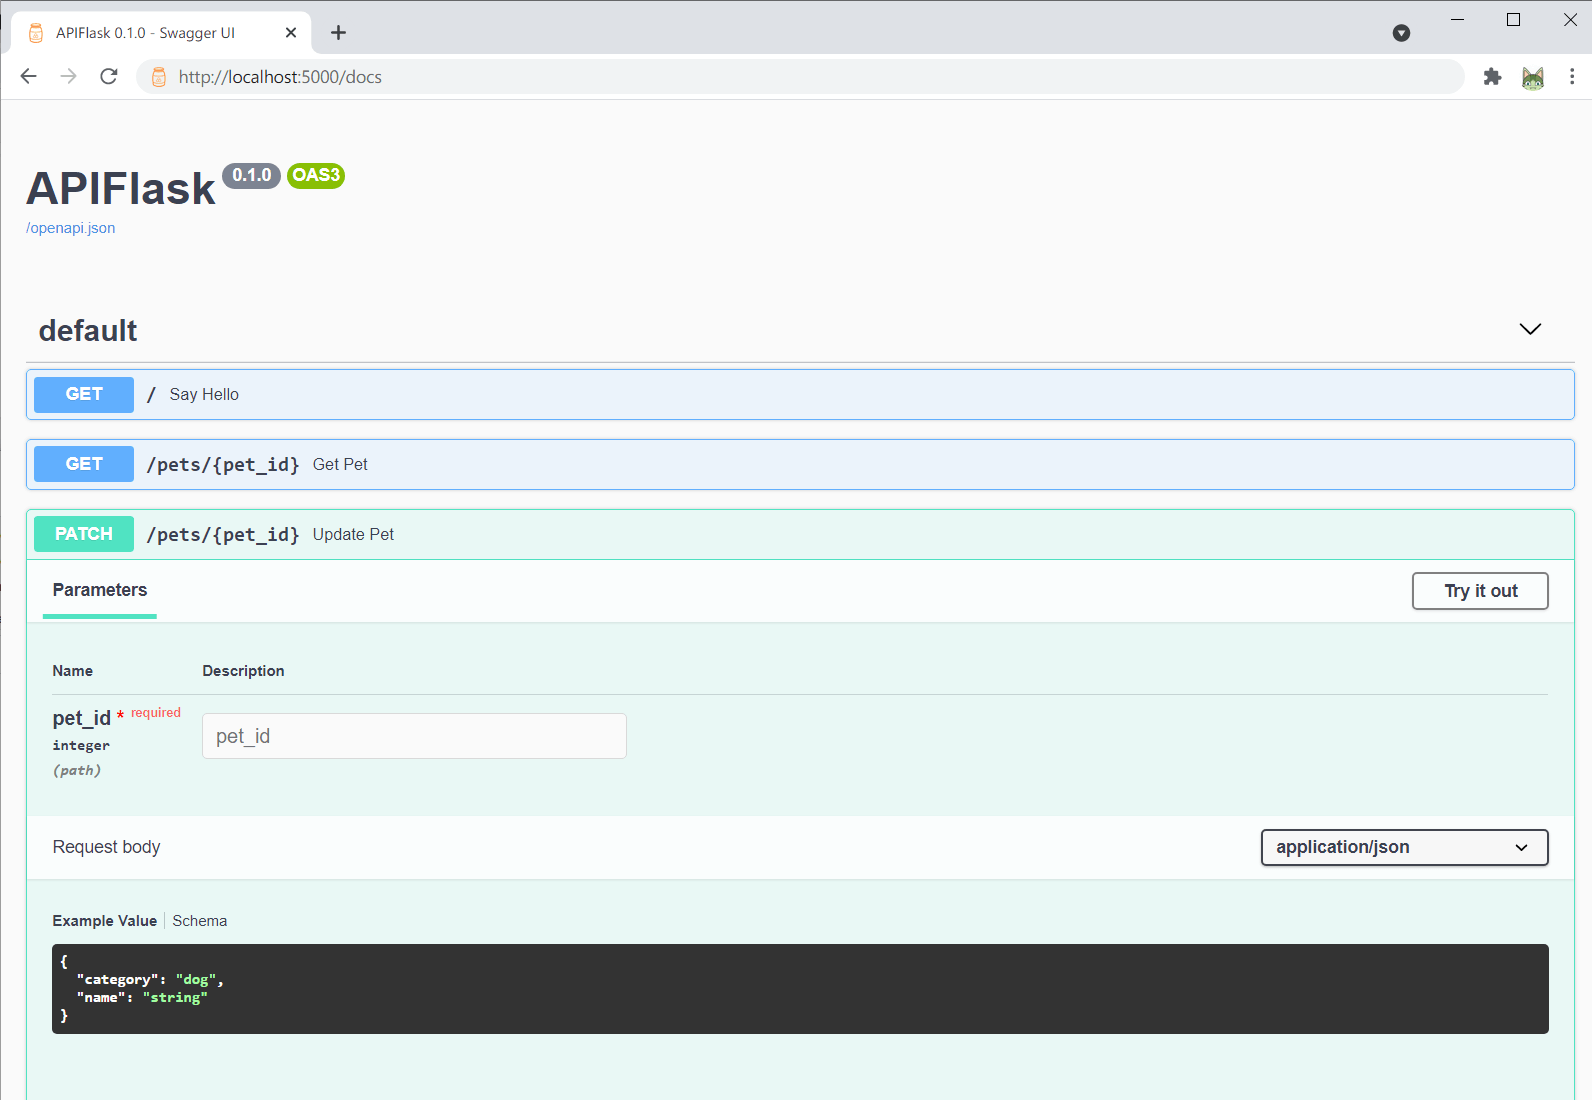 APIFlask 0.1.0 - Swagger UI
http://localhost:5000/docs
APIFlask 0.1.0 OAS3
/openapi.json
default
GET / Say Hello
GET /pets/{pet_id} Get Pet
PATCH /pets/{pet_id} Update Pet
Parameters Try it out
Name Description
pet_id * required pet_id
integer
(path)
Request body application/json
Example Value Schema
{
"category": "dog",
"name": "string"
}